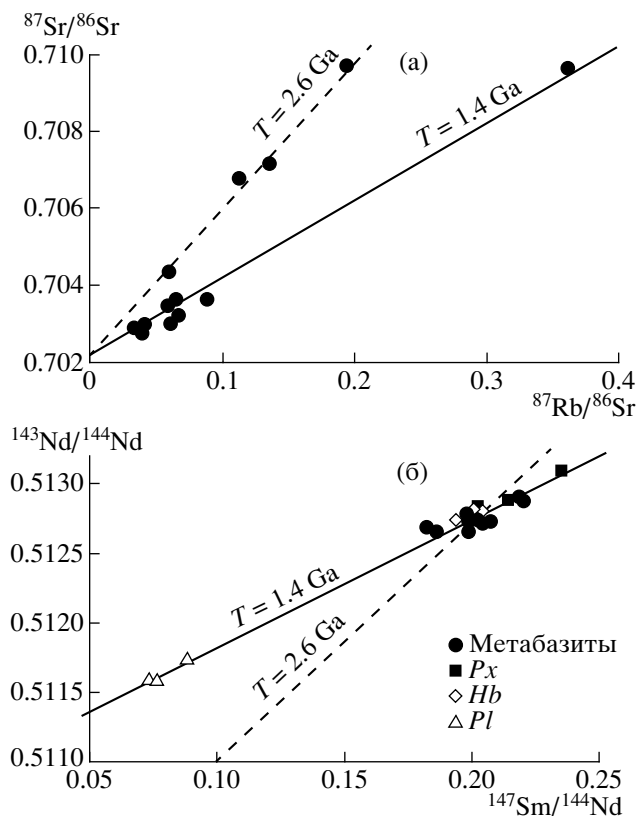 ⁸⁷Sr/⁸⁶Sr
(а)
0.710
0.708
0.706
0.704
0.702
T = 2.6 Ga
T = 1.4 Ga
0 0.1 0.2 0.3 0.4
⁸⁷Rb/⁸⁶Sr
¹⁴³Nd/¹⁴⁴Nd
(б)
0.5130
0.5125
0.5120
0.5115
0.5110
T = 1.4 Ga
T = 2.6 Ga
Метабазиты
Px
Hb
Pl
0.05 0.10 0.15 0.20 0.25
¹⁴⁷Sm/¹⁴⁴Nd